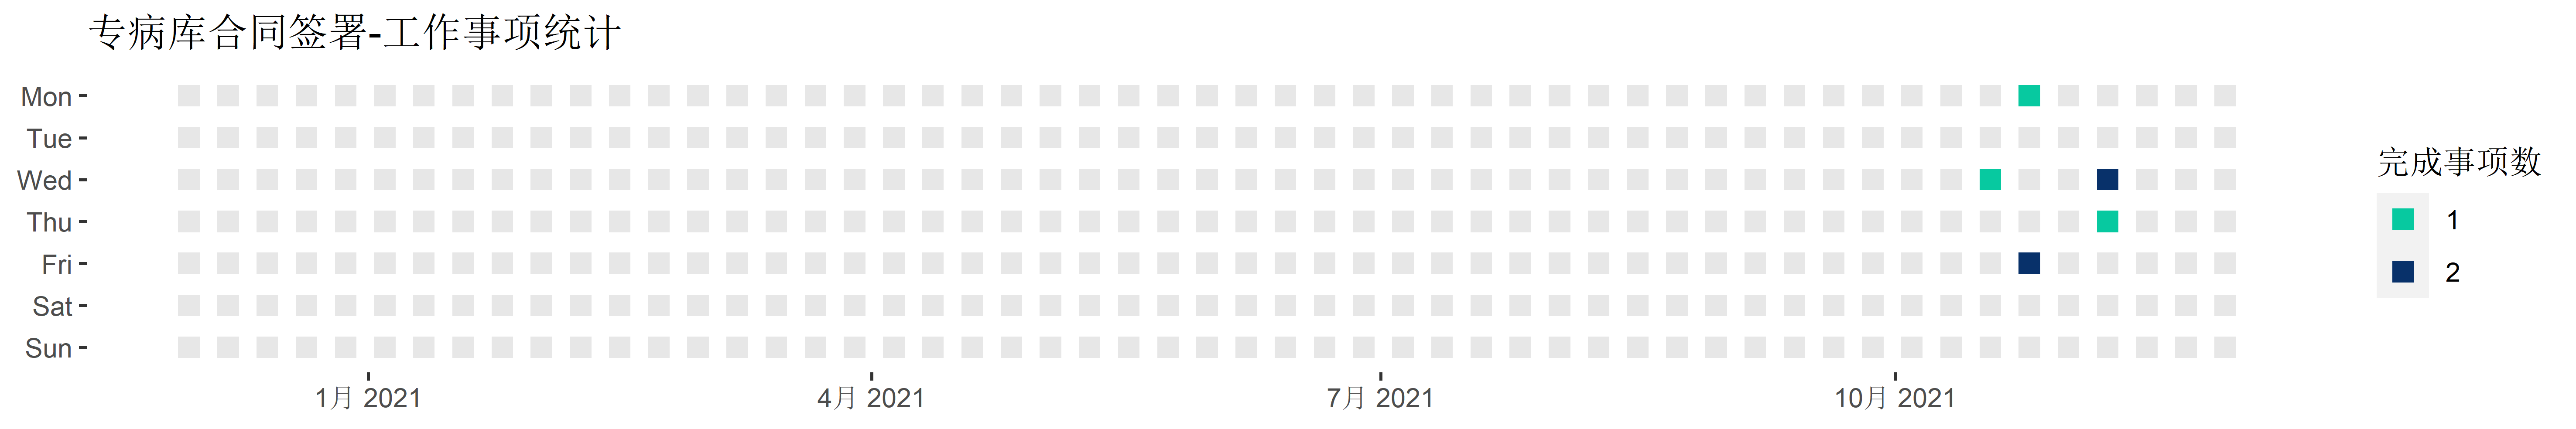 专病库合同签署-工作事项统计
Mon
Tue
Wed
Thu
Fri
Sat
Sun
1月 2021
4月 2021
7月 2021
10月 2021
完成事项数
1
2